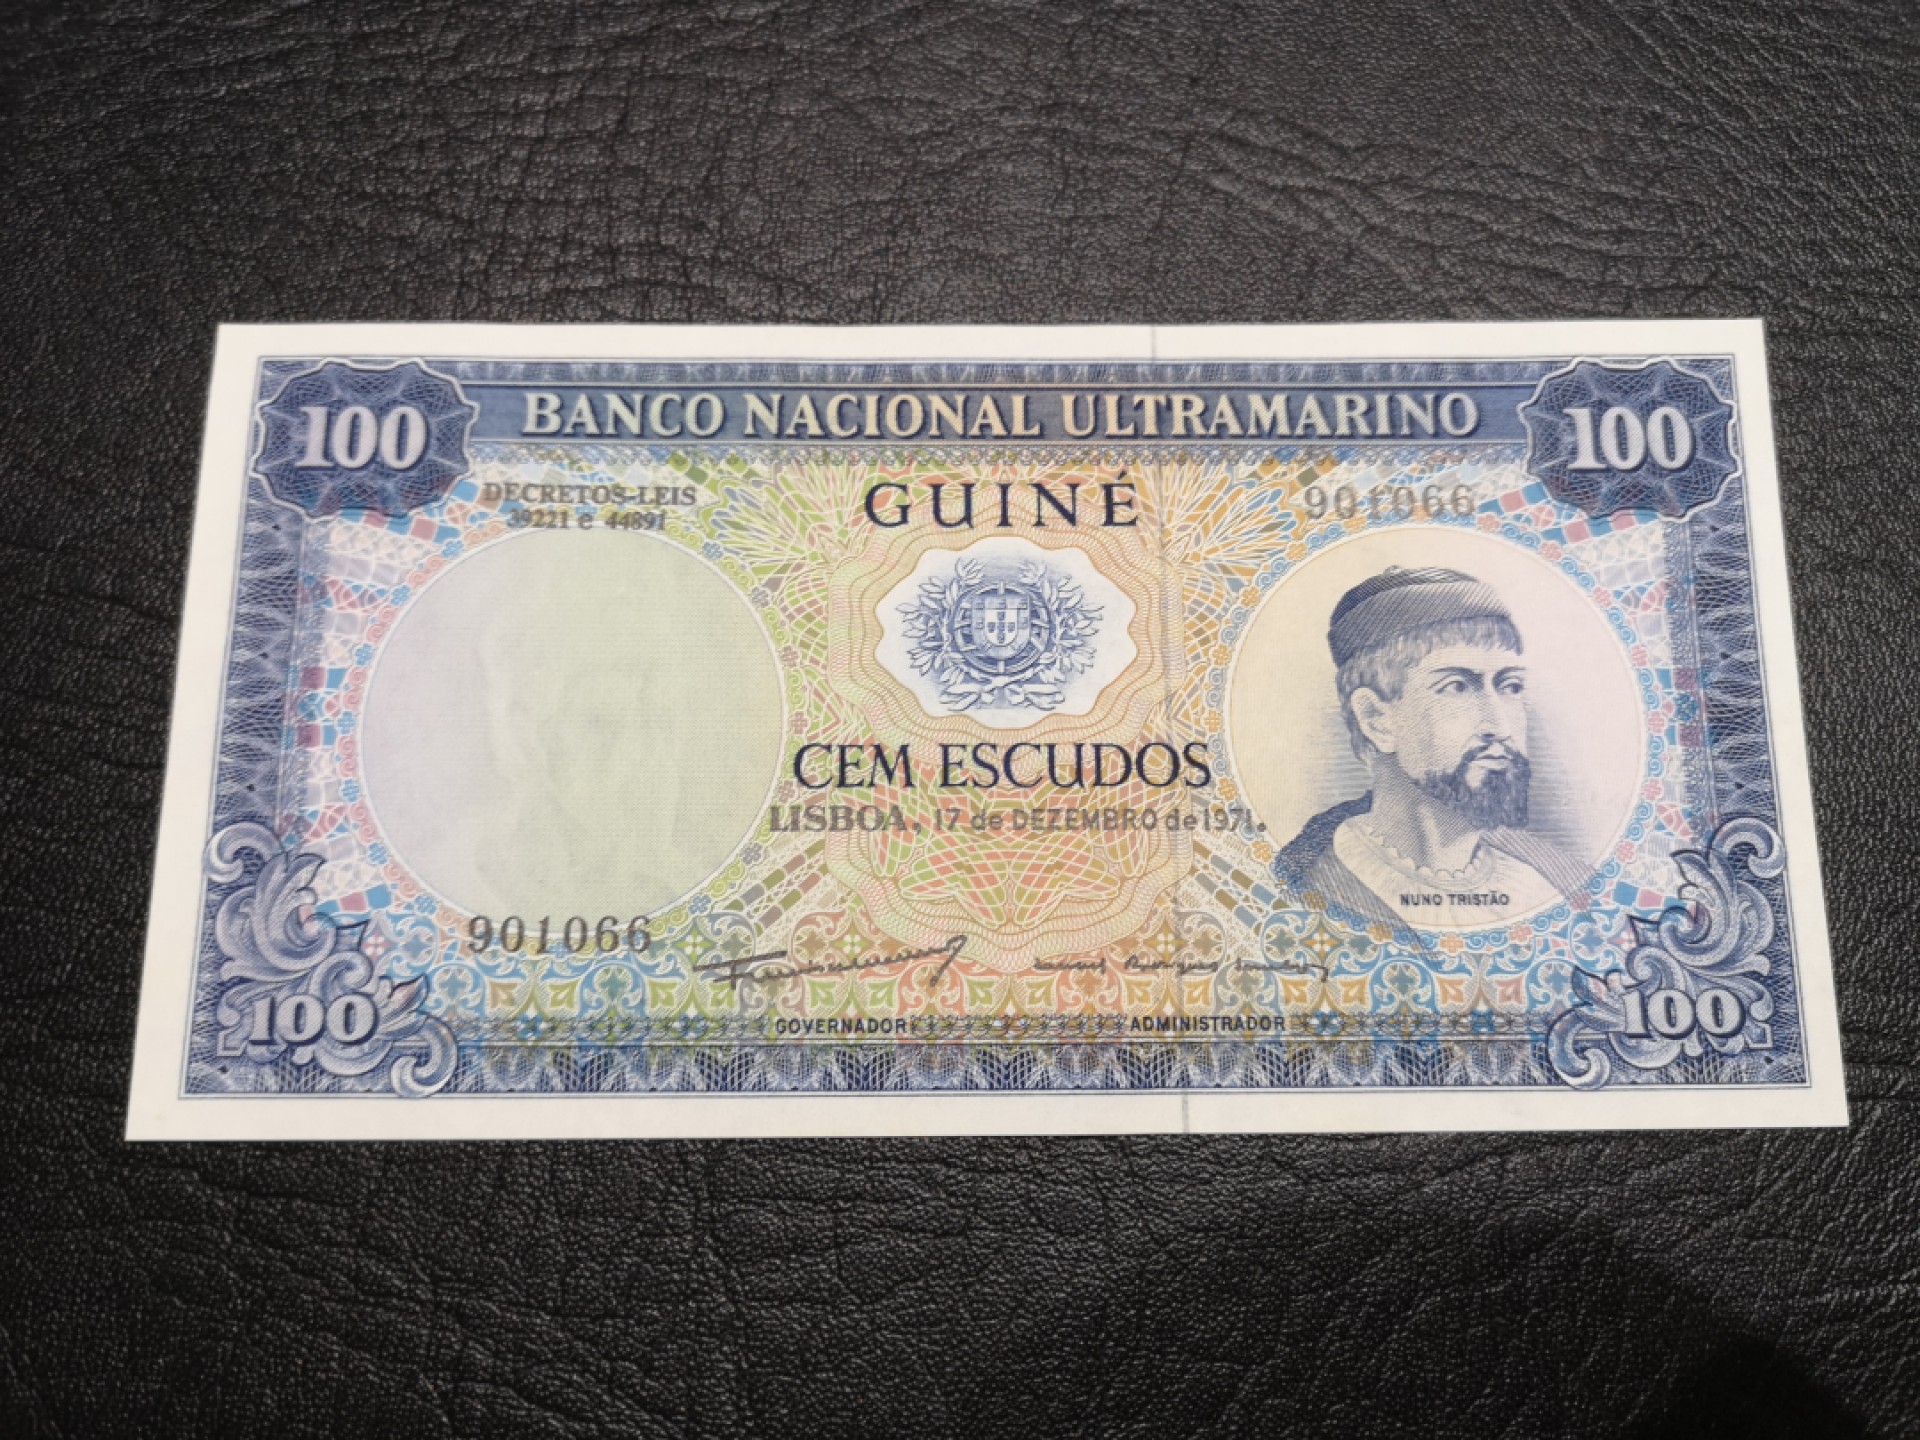 100 BANCO NACIONAL ULTRAMARINO 100
DECRETOS-LEIS
39221 e 44891
GUINÉ
901066
CEM ESCUDOS
LISBOA, 17 de DEZEMBRO de 1971.
NUNO TRISTÃO
901066
100 GOVERNADOR ADMINISTRADOR 100